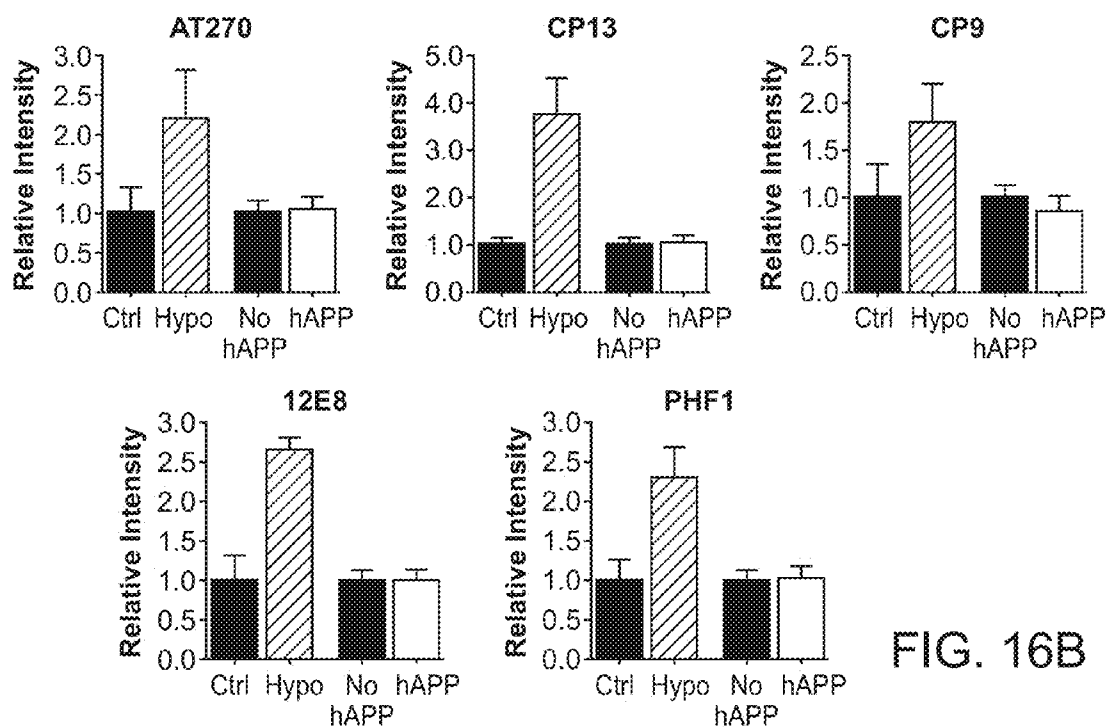 AT270
Relative Intensity
3.0
2.5
2.0
1.5
1.0
0.5
0.0
Ctrl Hypo No hAPP
hAPP
CP13
Relative Intensity
5.0
4.0
3.0
2.0
1.0
0.0
Ctrl Hypo No hAPP
hAPP
CP9
Relative Intensity
2.5
2.0
1.5
1.0
0.5
0.0
Ctrl Hypo No hAPP
hAPP
12E8
Relative Intensity
3.0
2.5
2.0
1.5
1.0
0.5
0.0
Ctrl Hypo No hAPP
hAPP
PHF1
Relative Intensity
3.0
2.5
2.0
1.5
1.0
0.5
0.0
Ctrl Hypo No hAPP
hAPP
FIG. 16B